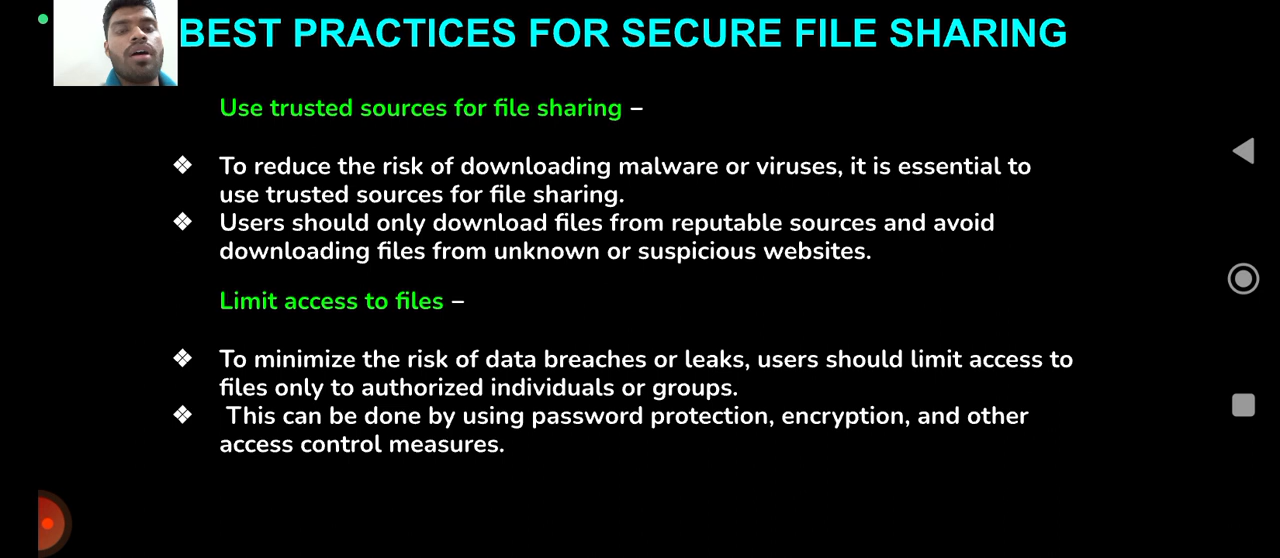 BEST PRACTICES FOR SECURE FILE SHARING
Use trusted sources for file sharing –
❖ To reduce the risk of downloading malware or viruses, it is essential to
use trusted sources for file sharing.
❖ Users should only download files from reputable sources and avoid
downloading files from unknown or suspicious websites.
Limit access to files –
❖ To minimize the risk of data breaches or leaks, users should limit access to
files only to authorized individuals or groups.
❖ This can be done by using password protection, encryption, and other
access control measures.